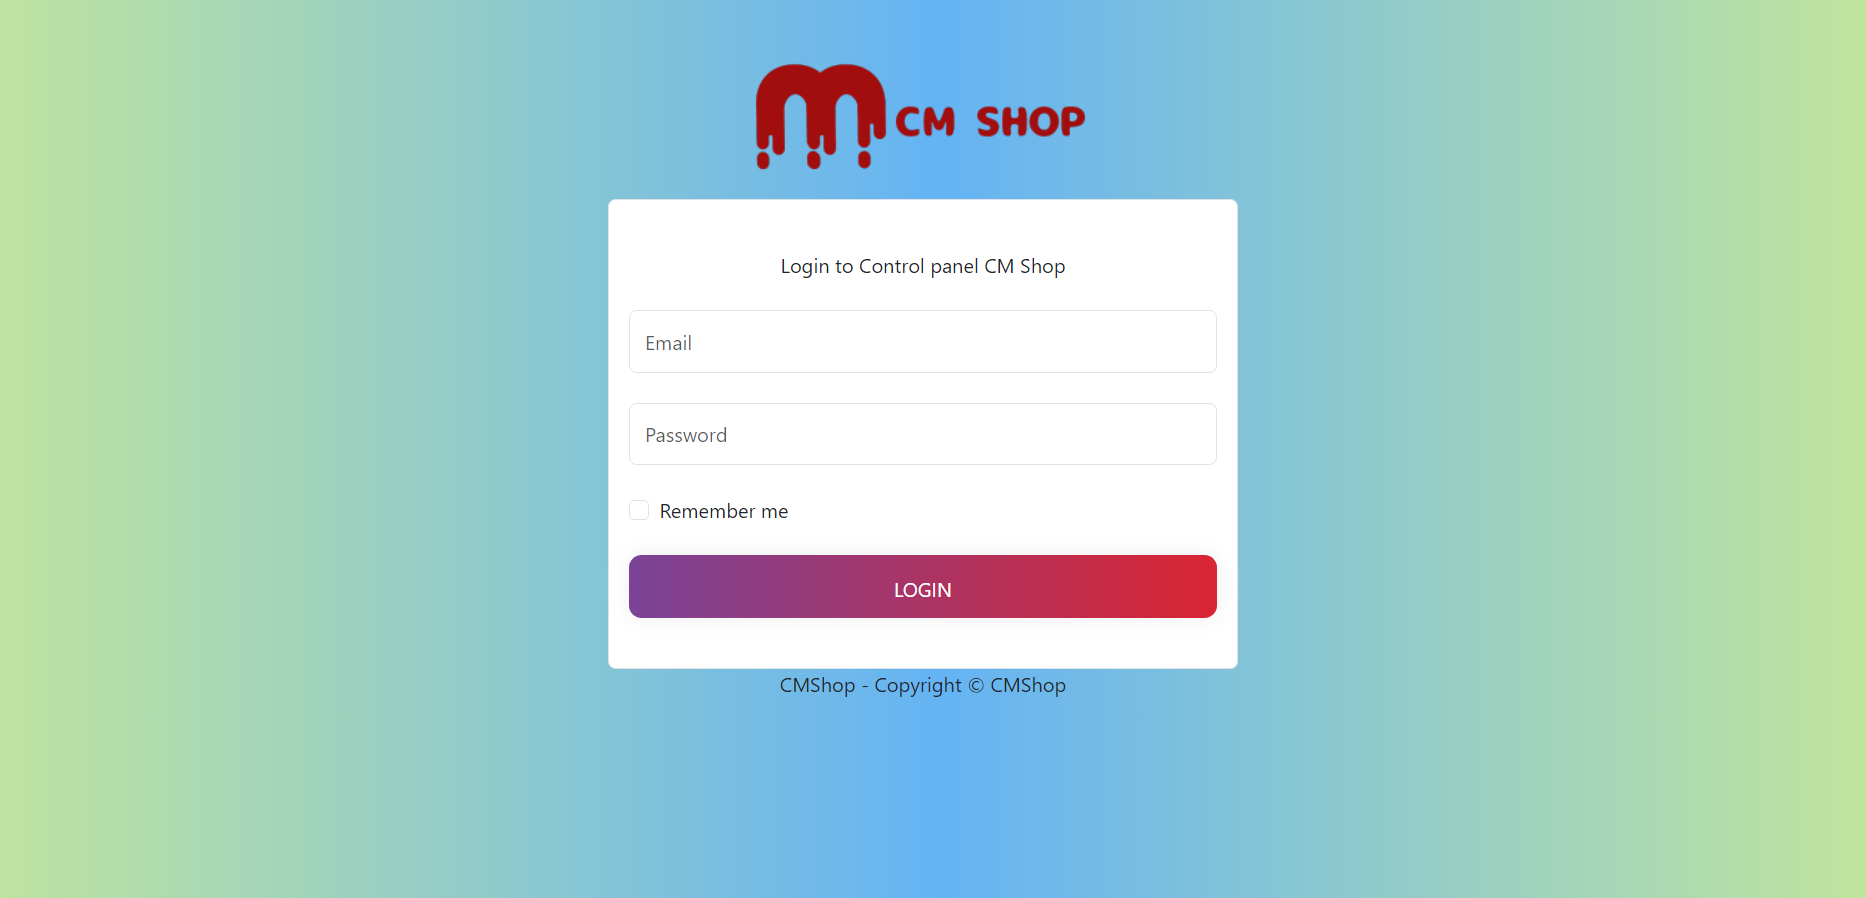 CM SHOP
Login to Control panel CM Shop
Email
Password
Remember me
LOGIN
CMShop - Copyright © CMShop